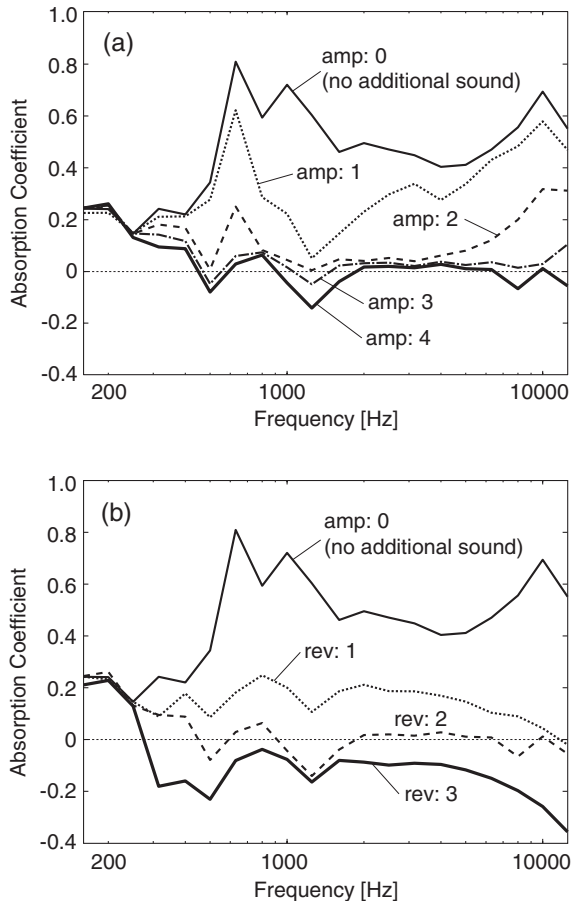 (a)
amp: 0
(no additional sound)
amp: 1
amp: 2
amp: 3
amp: 4
1.0
0.8
0.6
0.4
0.2
0
-0.2
-0.4
Absorption Coefficient
200
1000
10000
Frequency [Hz]
(b)
amp: 0
(no additional sound)
rev: 1
rev: 2
rev: 3
1.0
0.8
0.6
0.4
0.2
0
-0.2
-0.4
Absorption Coefficient
200
1000
10000
Frequency [Hz]